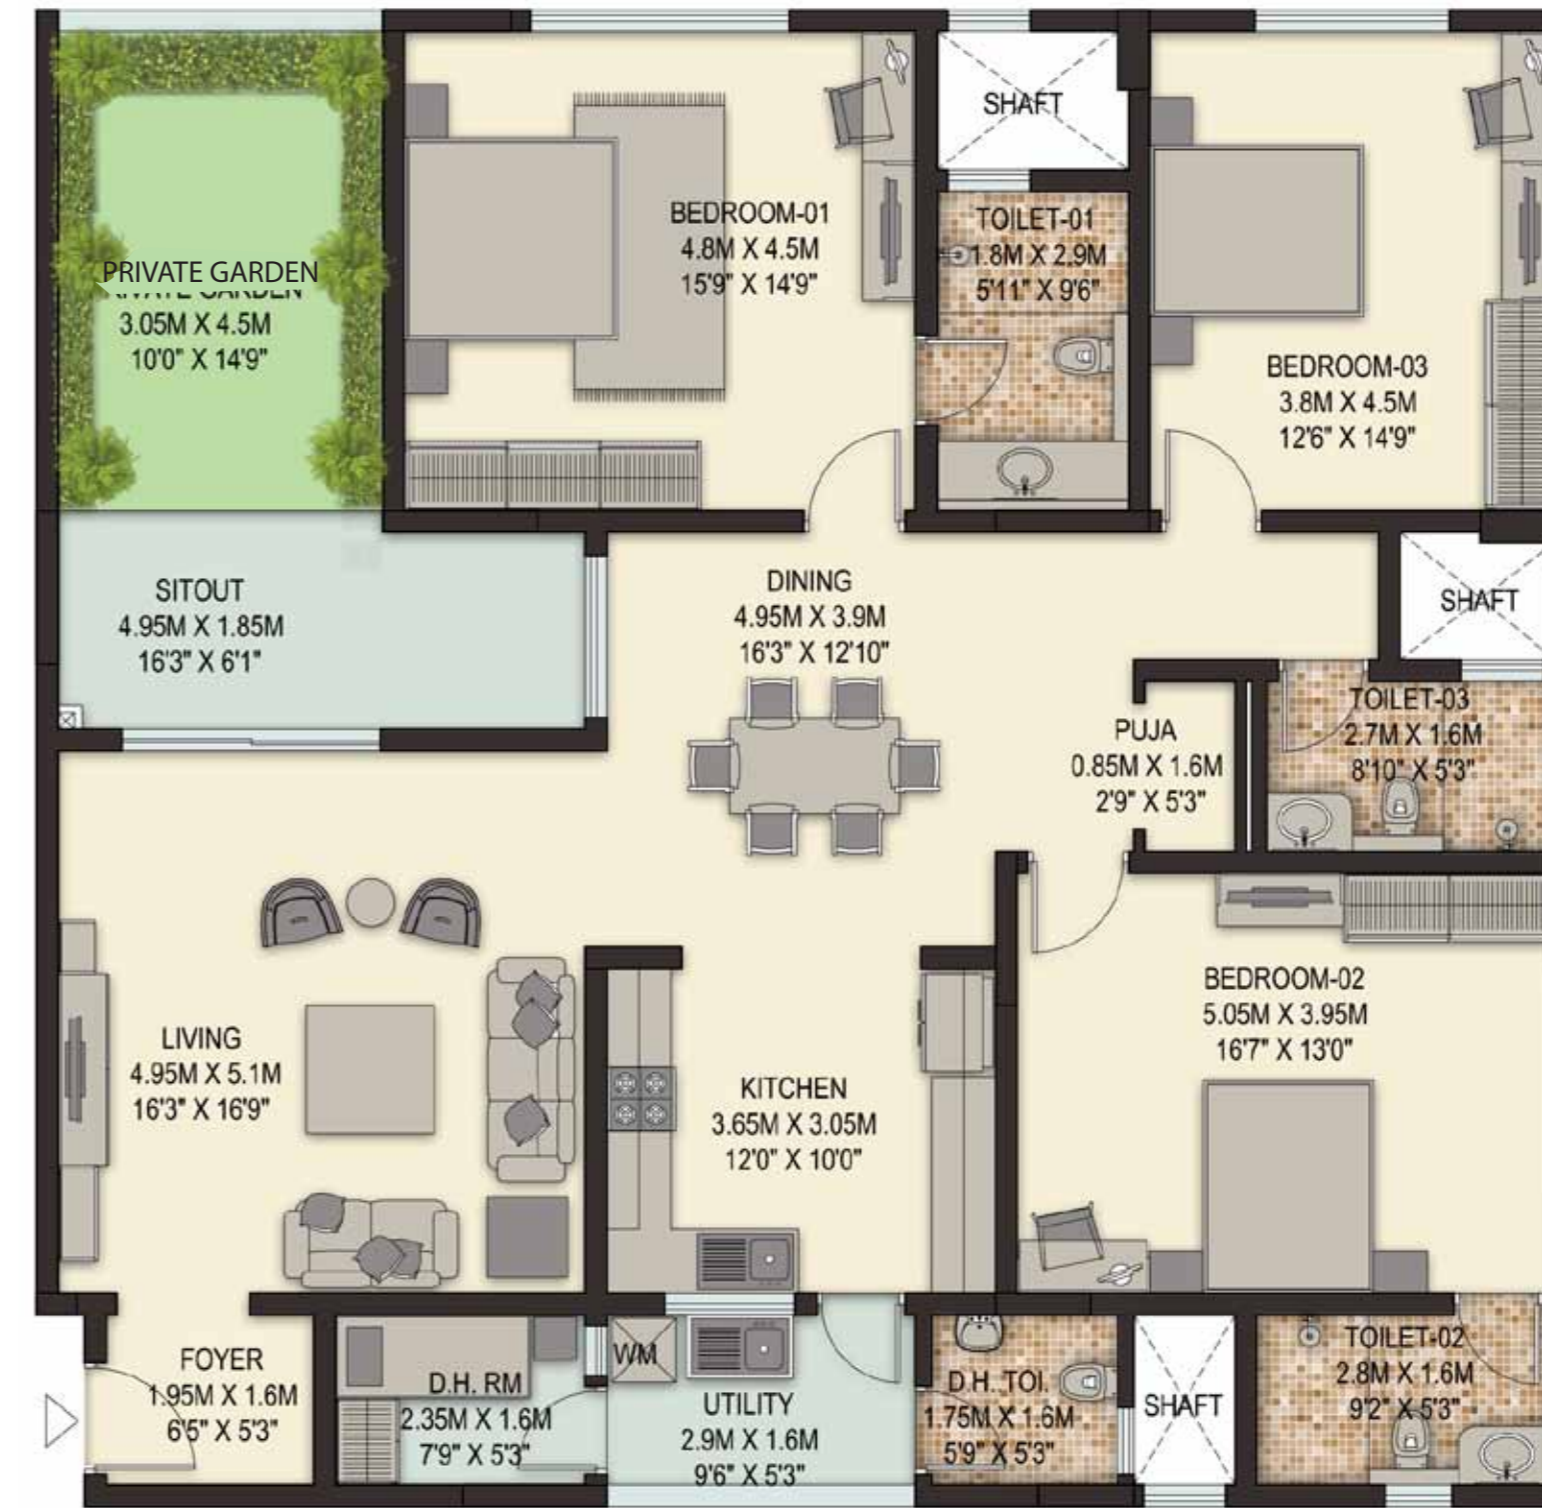 SHAFT
BEDROOM-01
4.8M X 4.5M
15'9" X 14'9"
TOILET-01
1.8M X 2.9M
5'11" X 9'6"
PRIVATE GARDEN
3.05M X 4.5M
10'0" X 14'9"
BEDROOM-03
3.8M X 4.5M
12'6" X 14'9"
SITOUT
4.95M X 1.85M
16'3" X 6'1"
DINING
4.95M X 3.9M
16'3" X 12'10"
SHAFT
PUJA
0.85M X 1.6M
2'9" X 5'3"
TOILET-03
2.7M X 1.6M
8'10" X 5'3"
LIVING
4.95M X 5.1M
16'3" X 16'9"
KITCHEN
3.65M X 3.05M
12'0" X 10'0"
BEDROOM-02
5.05M X 3.95M
16'7" X 13'0"
FOYER
1.95M X 1.6M
6'5" X 5'3"
D.H. RM
2.35M X 1.6M
7'9" X 5'3"
WM
UTILITY
2.9M X 1.6M
9'6" X 5'3"
D.H. TOI.
1.75M X 1.6M
5'9" X 5'3"
SHAFT
TOILET-02
2.8M X 1.6M
9'2" X 5'3"